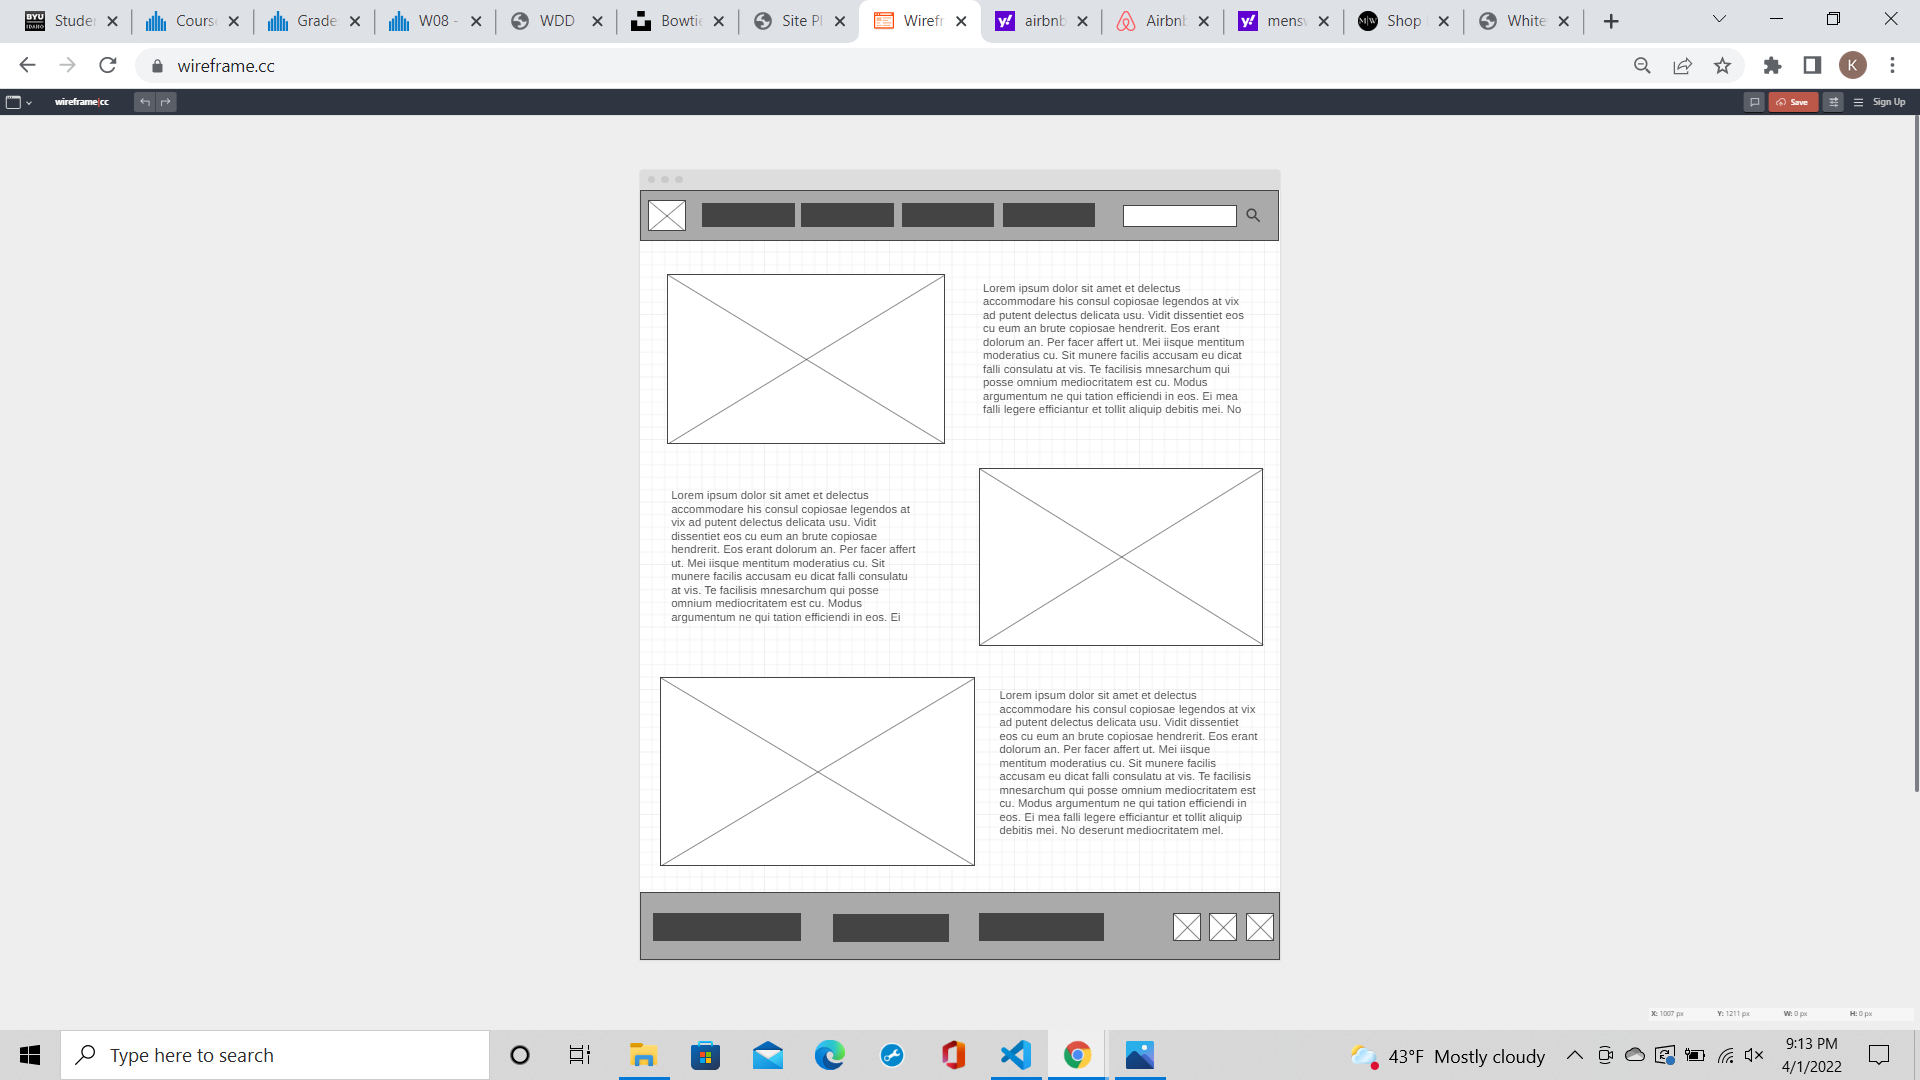 BYU
IDAHO
Studen
Course
Grades
W08 -
WDD
Bowtie
Site Pl
Wirefr
airbnb
Airbnb
mensw
Shop
White
wireframe.cc
K
wireframe|cc
Save
Sign Up
Lorem ipsum dolor sit amet et delectus
accommodare his consul copiosae legendos at vix
ad putent delectus delicata usu. Vidit dissentiet eos
cu eum an brute copiosae hendrerit. Eos erant
dolorum an. Per facer affert ut. Mei iisque mentitum
moderatius cu. Sit munere facilis accusam eu dicat
falli consulatu at vis. Te facilisis mnesarchum qui
posse omnium mediocritatem est cu. Modus
argumentum ne qui tation efficiendi in eos. Ei mea
falli legere efficiantur et tollit aliquip debitis mei. No
Lorem ipsum dolor sit amet et delectus
accommodare his consul copiosae legendos at
vix ad putent delectus delicata usu. Vidit
dissentiet eos cu eum an brute copiosae
hendrerit. Eos erant dolorum an. Per facer affert
ut. Mei iisque mentitum moderatius cu. Sit
munere facilis accusam eu dicat falli consulatu
at vis. Te facilisis mnesarchum qui posse
omnium mediocritatem est cu. Modus
argumentum ne qui tation efficiendi in eos. Ei
Lorem ipsum dolor sit amet et delectus
accommodare his consul copiosae legendos at vix
ad putent delectus delicata usu. Vidit dissentiet
eos cu eum an brute copiosae hendrerit. Eos erant
dolorum an. Per facer affert ut. Mei iisque
mentitum moderatius cu. Sit munere facilis
accusam eu dicat falli consulatu at vis. Te facilisis
mnesarchum qui posse omnium mediocritatem est
cu. Modus argumentum ne qui tation efficiendi in
eos. Ei mea falli legere efficiantur et tollit aliquip
debitis mei. No deserunt mediocritatem mel.
X: 1007 px Y: 1211 px W: 0 px H: 0 px
Type here to search
43°F Mostly cloudy
9:13 PM
4/1/2022